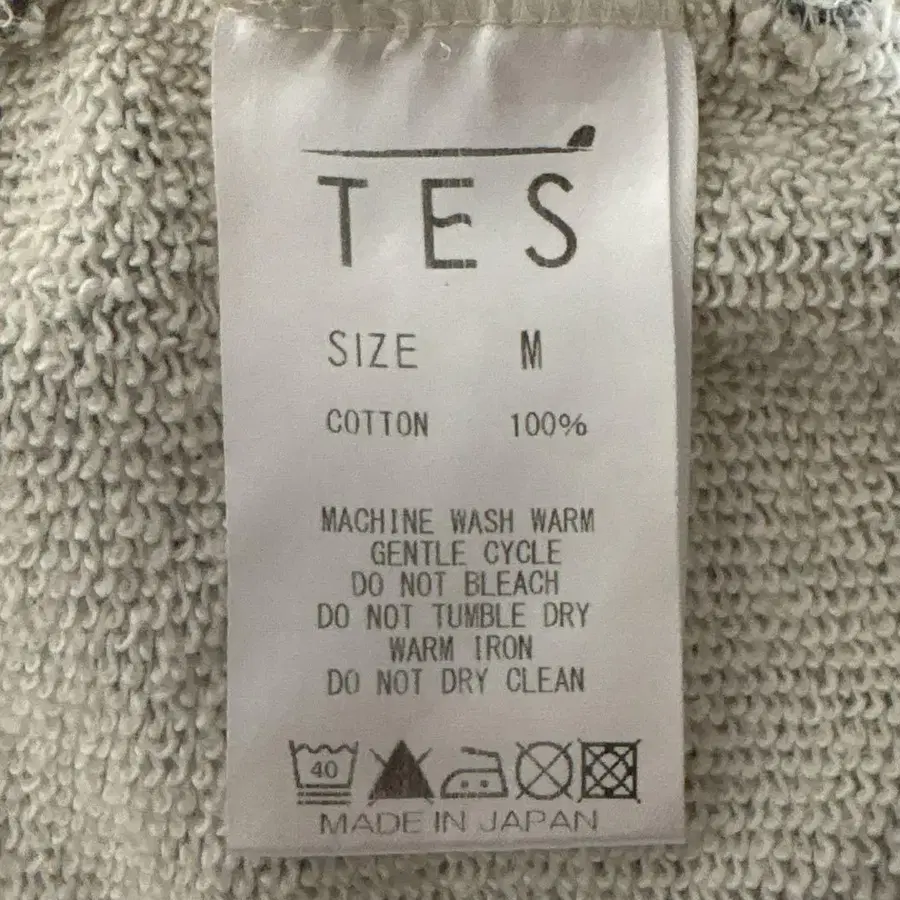 TES
SIZE M
COTTON 100%
MACHINE WASH WARM
GENTLE CYCLE
DO NOT BLEACH
DO NOT TUMBLE DRY
WARM IRON
DO NOT DRY CLEAN
40
MADE IN JAPAN